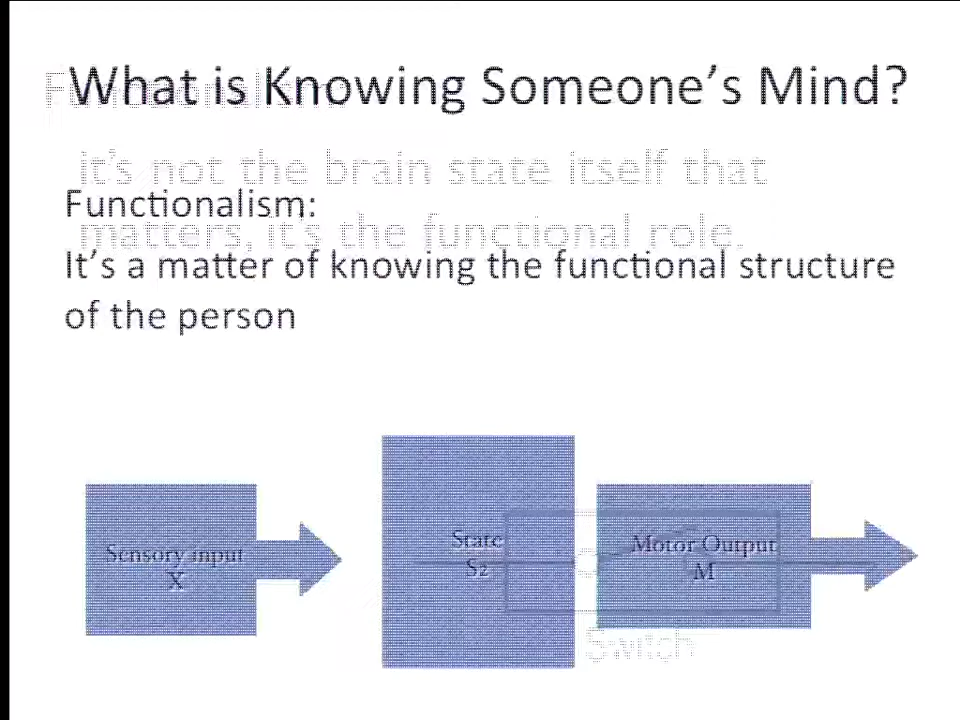 What is Knowing Someone's Mind?
it's not the brain state itself that
Functionalism:
matters, it's the functional role.
It's a matter of knowing the functional structure
of the person
Sensory input
X
State
S2
Motor Output
M
Switch